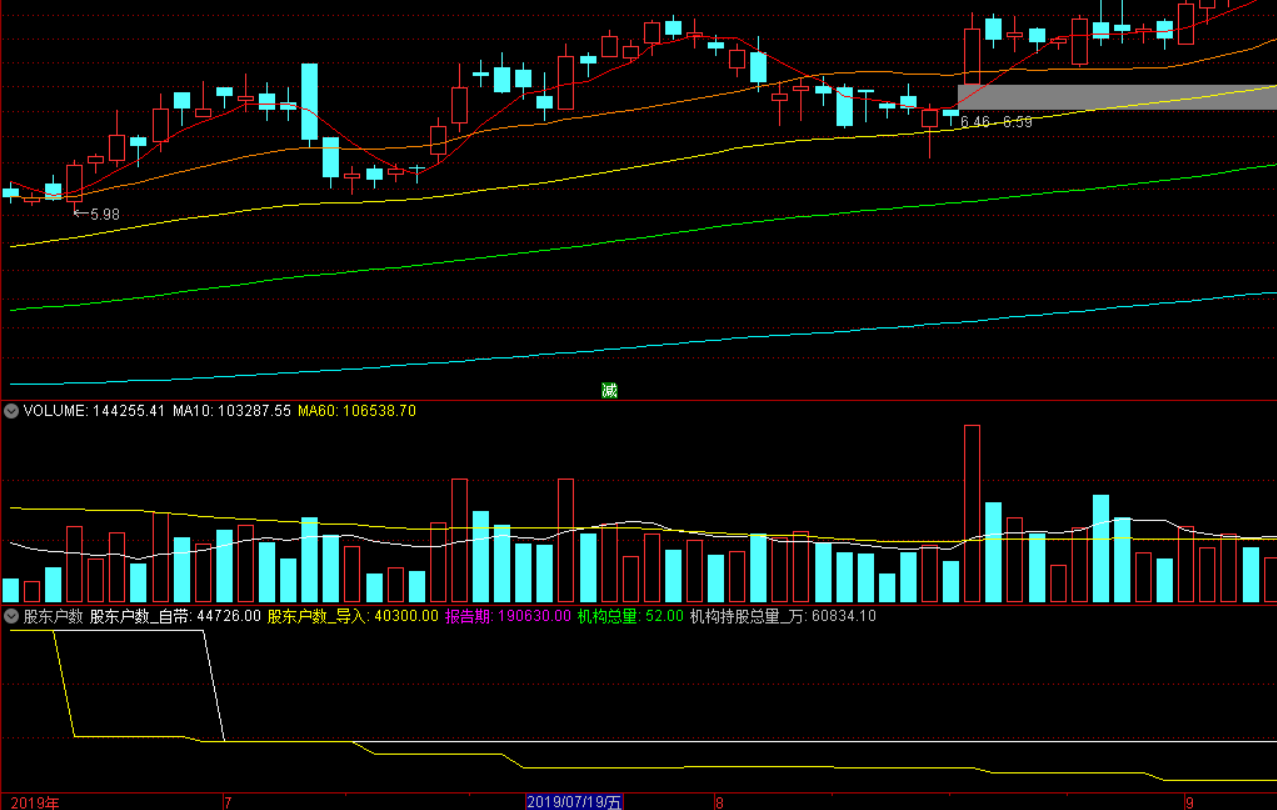 6.46 - 6.59
←5.98
减
VOLUME: 144255.41 MA10: 103287.55 MA60: 106538.70
股东户数 股东户数_自带: 44726.00 股东户数_导入: 40300.00 报告期: 190630.00 机构总量: 52.00 机构持股总量_万: 60834.10
2019年 7 2019/07/19/五 8 9